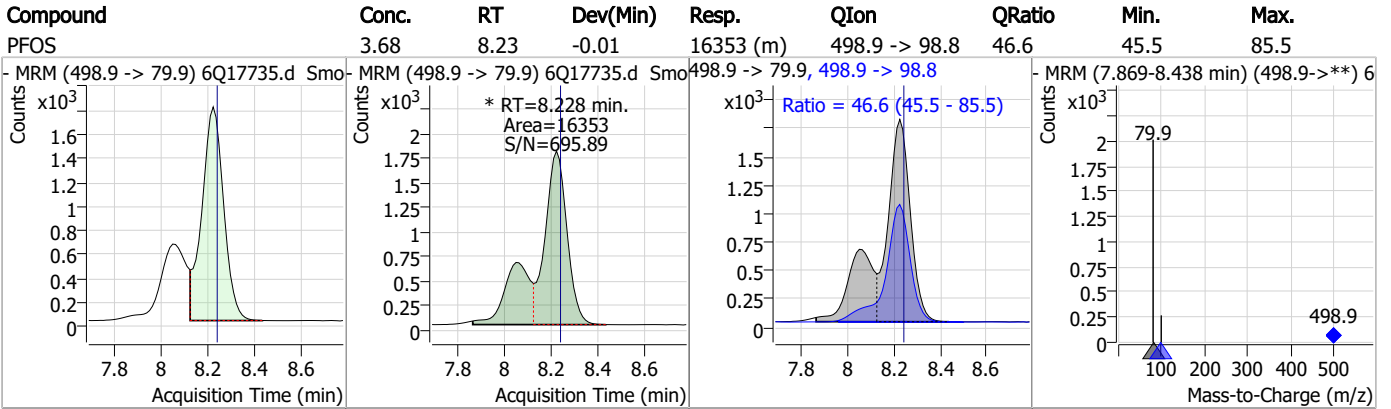 Compound Conc. RT Dev(Min) Resp. QIon QRatio Min. Max.
PFOS 3.68 8.23 -0.01 16353 (m) 498.9 -> 98.8 46.6 45.5 85.5
- MRM (498.9 -> 79.9) 6Q17735.d Smo
x10³
Counts
1.6
1.4
1.2
1
0.8
0.6
0.4
0.2
0
7.8 8 8.2 8.4 8.6
Acquisition Time (min)
- MRM (498.9 -> 79.9) 6Q17735.d Smo
x10³
Counts
* RT=8.228 min.
Area=16353
S/N=695.89
2
1.75
1.5
1.25
1
0.75
0.5
0.25
0
7.8 8 8.2 8.4 8.6
Acquisition Time (min)
498.9 -> 79.9, 498.9 -> 98.8
x10³
Ratio = 46.6 (45.5 - 85.5)
1.25
1
0.75
0.5
0.25
0
7.8 8 8.2 8.4 8.6
Acquisition Time (min)
- MRM (7.869-8.438 min) (498.9->**) 6
x10³
Counts
79.9
2
1.75
1.5
1.25
1
0.75
0.5
0.25
0
498.9
100 200 300 400 500
Mass-to-Charge (m/z)